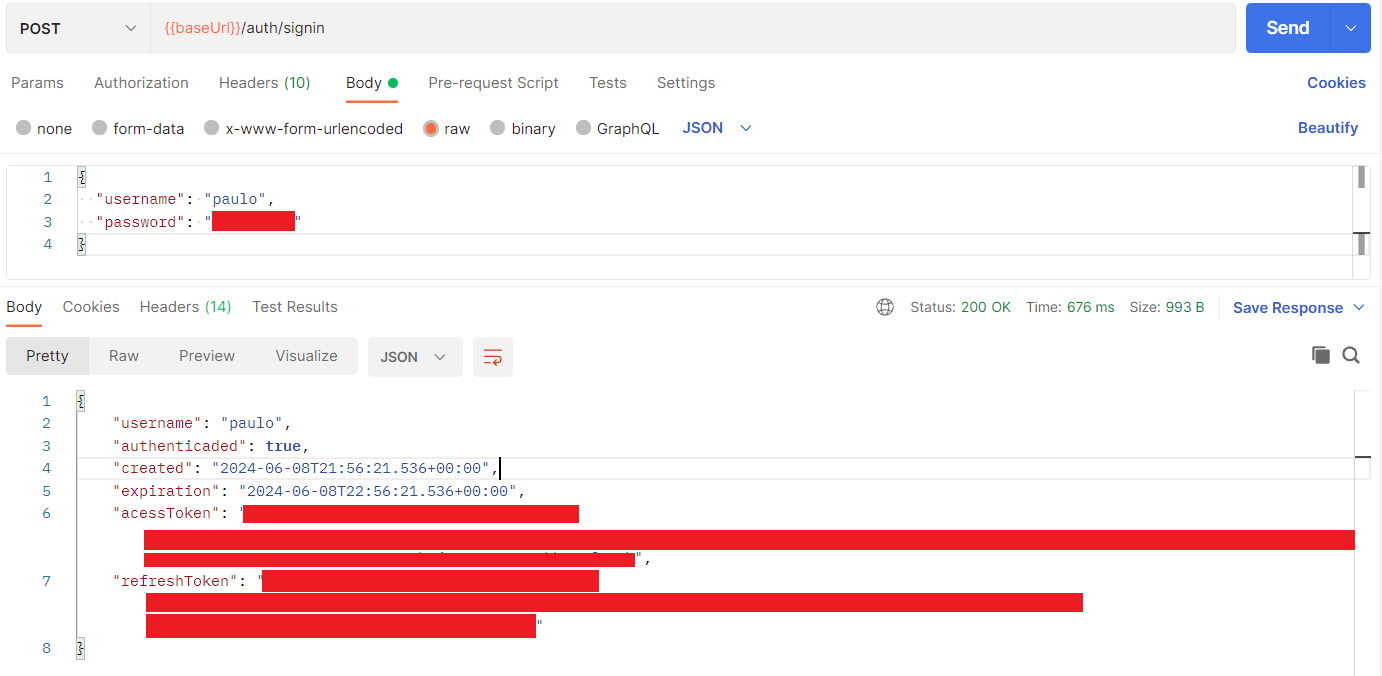 POST {{baseUrl}}/auth/signin Send
Params Authorization Headers (10) Body Pre-request Script Tests Settings Cookies
none form-data x-www-form-urlencoded raw binary GraphQL JSON Beautify
1 {
2 "username": "paulo",
3 "password": " "
4 }
Body Cookies Headers (14) Test Results Status: 200 OK Time: 676 ms Size: 993 B Save Response
Pretty Raw Preview Visualize JSON
1 {
2 "username": "paulo",
3 "authenticaded": true,
4 "created": "2024-06-08T21:56:21.536+00:00",
5 "expiration": "2024-06-08T22:56:21.536+00:00",
6 "acessToken": "
",
7 "refreshToken": "
"
8 }